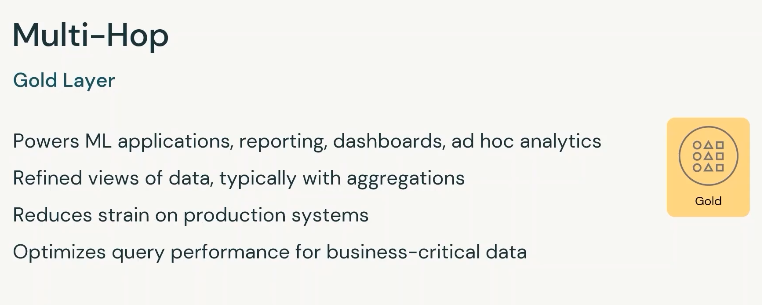 Multi-Hop
Gold Layer
Powers ML applications, reporting, dashboards, ad hoc analytics
Refined views of data, typically with aggregations
Reduces strain on production systems
Optimizes query performance for business-critical data
Gold